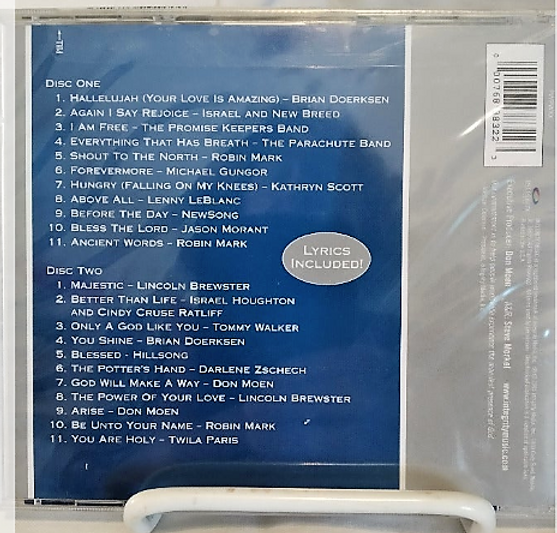 PULL→
DISC ONE
1. HALLELUJAH (YOUR LOVE IS AMAZING) – BRIAN DOERKSEN
2. AGAIN I SAY REJOICE – ISRAEL AND NEW BREED
3. I AM FREE – THE PROMISE KEEPERS BAND
4. EVERYTHING THAT HAS BREATH – THE PARACHUTE BAND
5. SHOUT TO THE NORTH – ROBIN MARK
6. FOREVERMORE – MICHAEL GUNGOR
7. HUNGRY (FALLING ON MY KNEES) – KATHRYN SCOTT
8. ABOVE ALL – LENNY LEBLANC
9. BEFORE THE DAY – NEWSONG
10. BLESS THE LORD – JASON MORANT
11. ANCIENT WORDS – ROBIN MARK
LYRICS
INCLUDED!
DISC TWO
1. MAJESTIC – LINCOLN BREWSTER
2. BETTER THAN LIFE – ISRAEL HOUGHTON
AND CINDY CRUSE RATLIFF
3. ONLY A GOD LIKE YOU – TOMMY WALKER
4. YOU SHINE – BRIAN DOERKSEN
5. BLESSED - HILLSONG
6. THE POTTER'S HAND – DARLENE ZSCHECH
7. GOD WILL MAKE A WAY – DON MOEN
8. THE POWER OF YOUR LOVE – LINCOLN BREWSTER
9. ARISE – DON MOEN
10. BE UNTO YOUR NAME – ROBIN MARK
11. YOU ARE HOLY – TWILA PARIS
Executive Producer: Don Moen A&R: Steve Merkel www.integritymusic.com